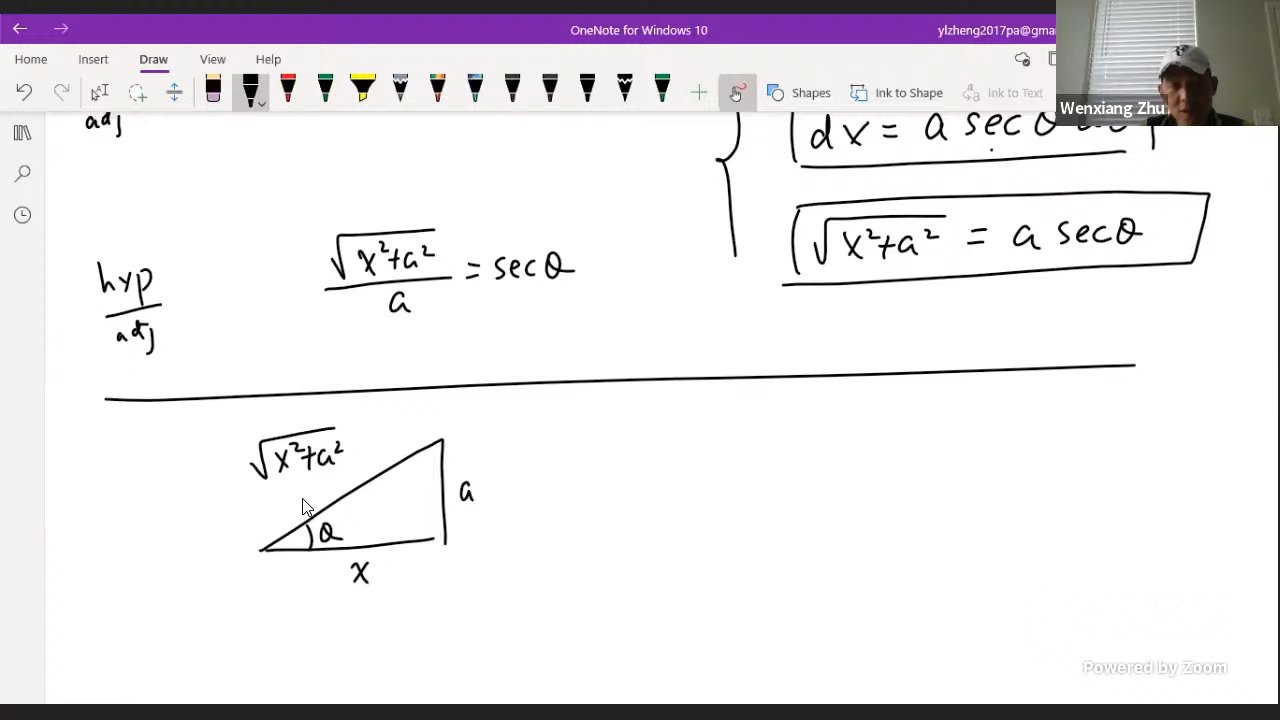 OneNote for Windows 10
ylzheng2017pa@gma
Home Insert Draw View Help
Shapes Ink to Shape Ink to Text
Wenxiang Zhu
adj
dx = a sec θ
√x²+a² = a sec θ
hyp/adj
√x²+a²/a = sec θ
√x²+a²
a
θ
x
Powered by Zoom